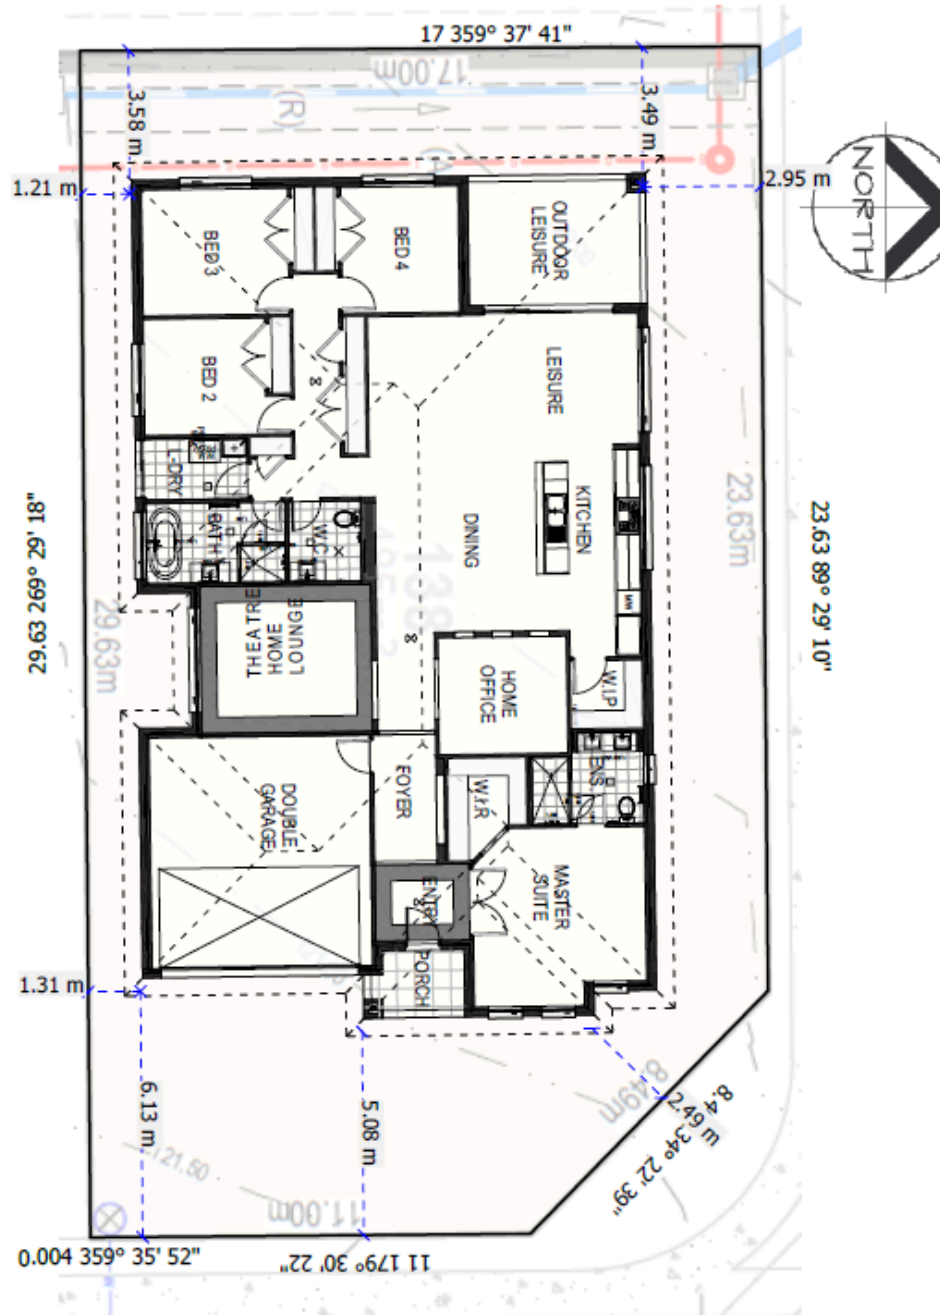 17 359° 37' 41"
17.00m
(R)
3.58 m
3.49 m
1.21 m
2.95 m
NORTH
BED 3
BED 4
OUTDOOR
LEISURE
BED 2
LEISURE
L-DRY
KITCHEN
DINING
BATH
W.C
MW
29.63 269° 29' 18"
29.63m
23.63m
23.63 89° 29' 10"
THEATRE
HOME
LOUNGE
HOME
OFFICE
W.I.P
ENS
W.I.R
FOYER
DOUBLE
GARAGE
ENTRY
MASTER
SUITE
PORCH
1.31 m
6.13 m
5.08 m
2.49 m
8.49m
34° 22' 39"
21.50
11.00m
0.004 359° 35' 52"
11 179° 30' 22"